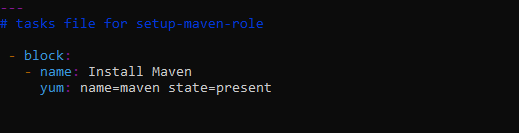 ---
# tasks file for setup-maven-role
- block:
- name: Install Maven
yum: name=maven state=present